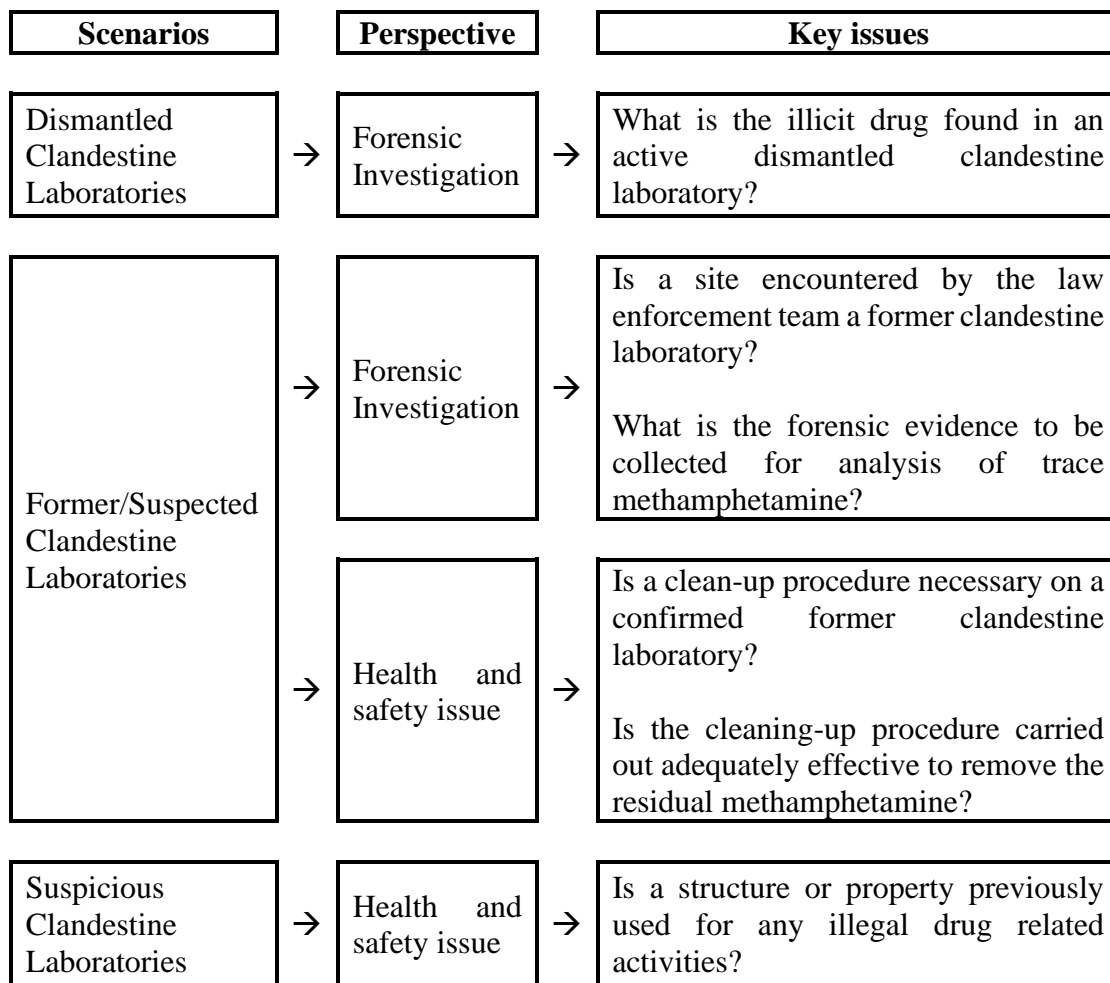 Scenarios
Perspective
Key issues
Dismantled
Clandestine
Laboratories
→
Forensic
Investigation
→
What is the illicit drug found in an
active dismantled clandestine
laboratory?
Former/Suspected
Clandestine
Laboratories
→
Forensic
Investigation
→
Is a site encountered by the law
enforcement team a former clandestine
laboratory?
What is the forensic evidence to be
collected for analysis of trace
methamphetamine?
→
Health and
safety issue
→
Is a clean-up procedure necessary on a
confirmed former clandestine
laboratory?
Is the cleaning-up procedure carried
out adequately effective to remove the
residual methamphetamine?
Suspicious
Clandestine
Laboratories
→
Health and
safety issue
→
Is a structure or property previously
used for any illegal drug related
activities?